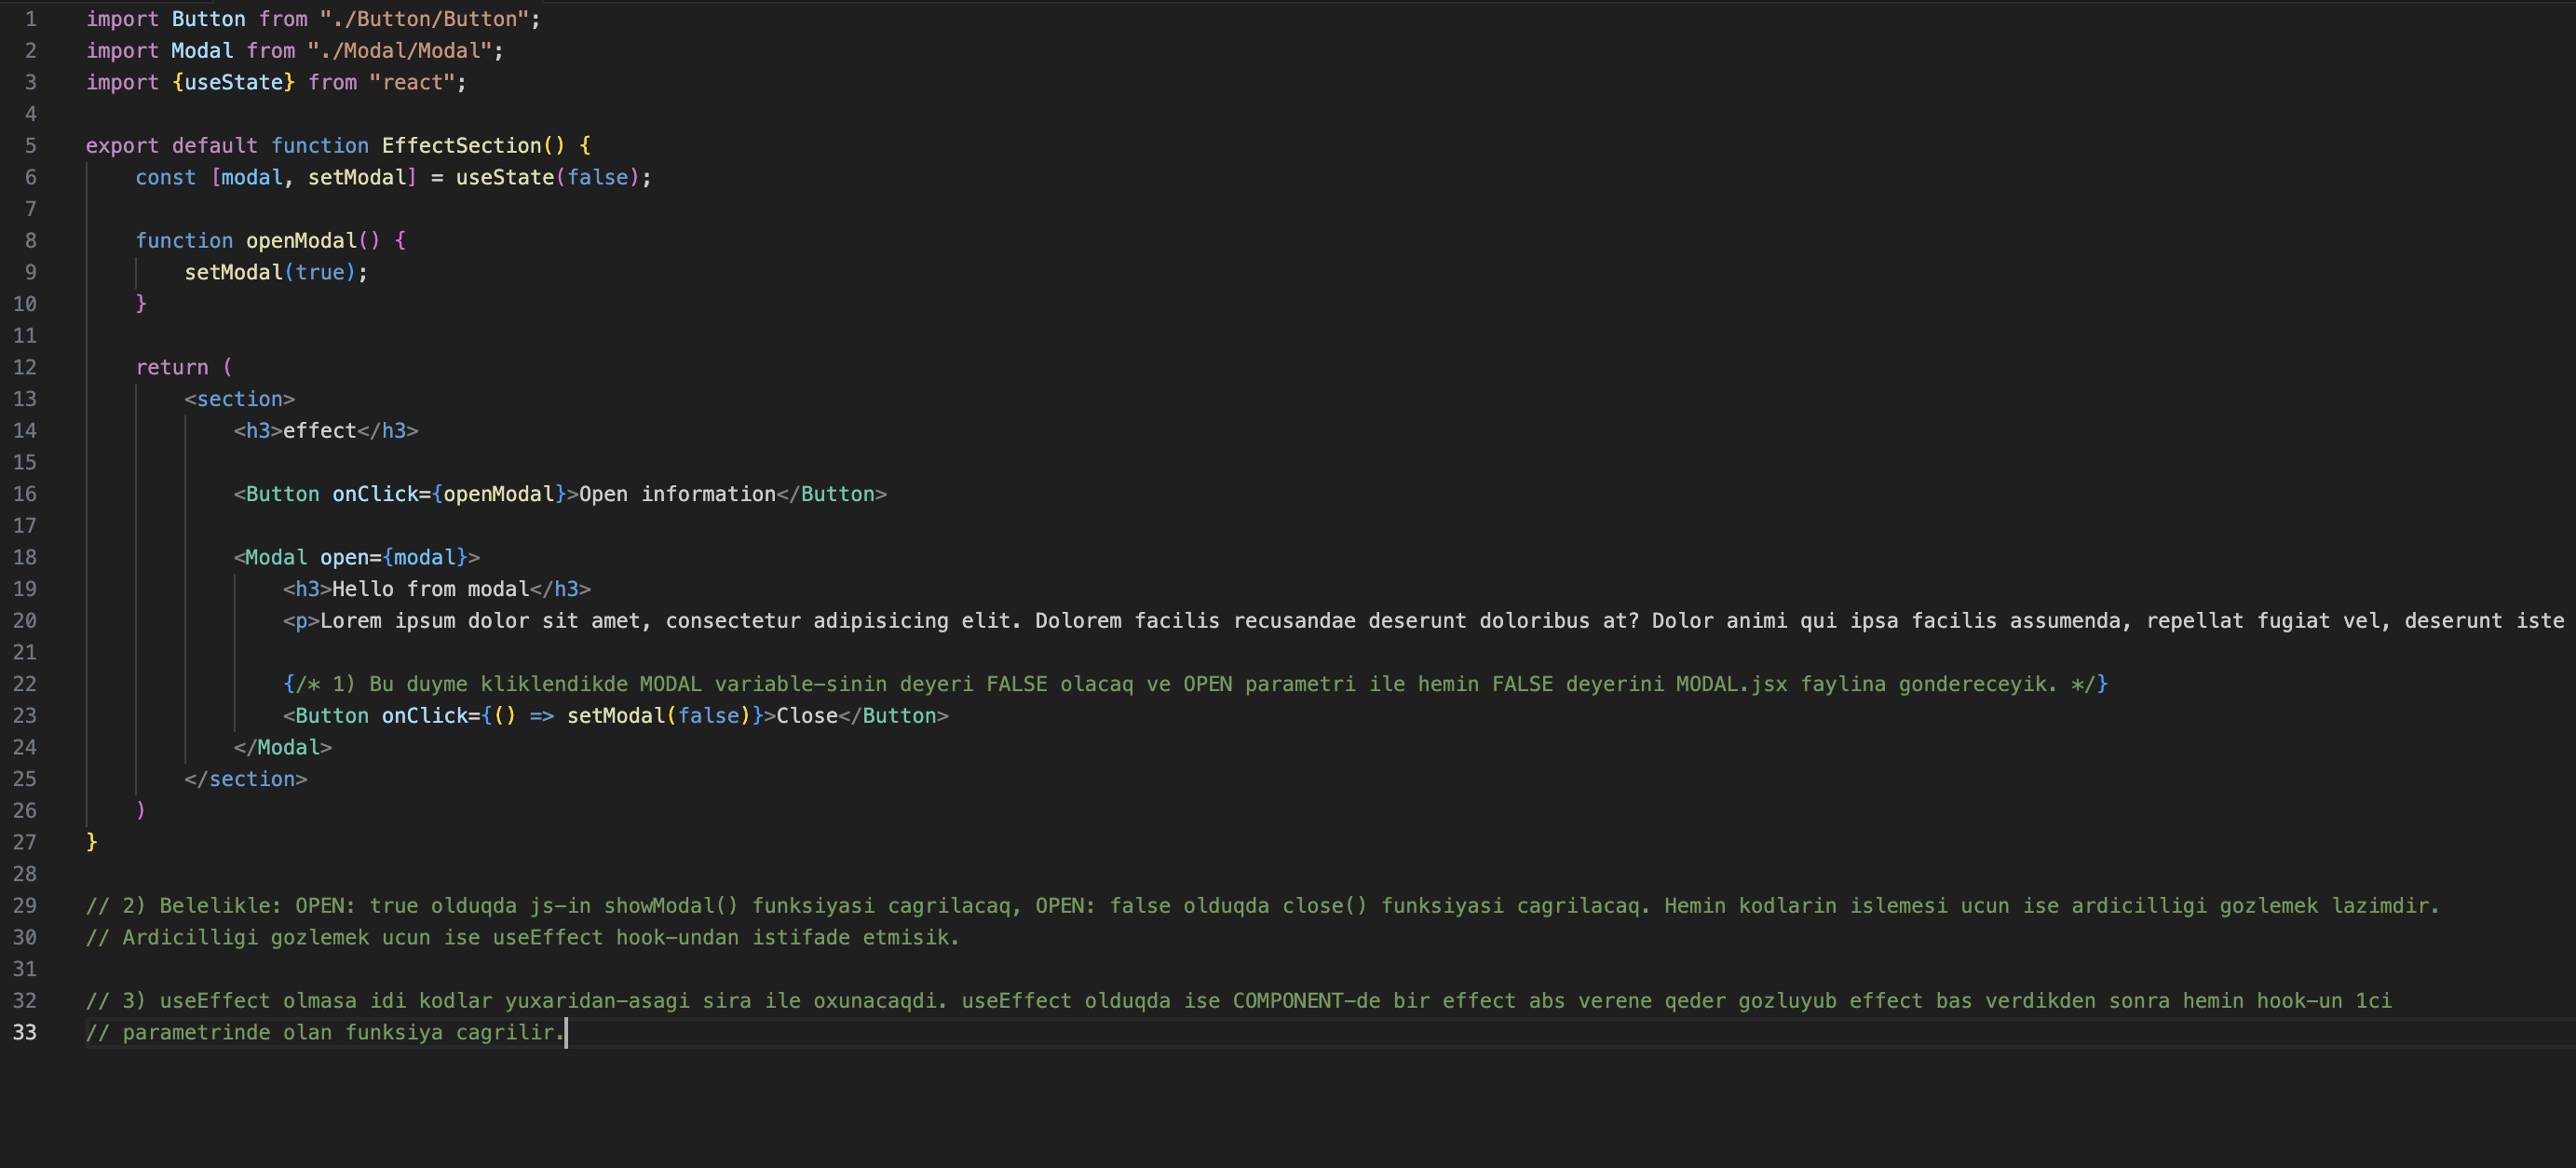 1 import Button from "./Button/Button";
2 import Modal from "./Modal/Modal";
3 import {useState} from "react";
4
5 export default function EffectSection() {
6     const [modal, setModal] = useState(false);
7
8     function openModal() {
9         setModal(true);
10     }
11
12     return (
13         <section>
14             <h3>effect</h3>
15
16             <Button onClick={openModal}>Open information</Button>
17
18             <Modal open={modal}>
19                 <h3>Hello from modal</h3>
20                 <p>Lorem ipsum dolor sit amet, consectetur adipisicing elit. Dolorem facilis recusandae deserunt doloribus at? Dolor animi qui ipsa facilis assumenda, repellat fugiat vel, deserunt iste
21
22                 {/* 1) Bu duyme kliklendikde MODAL variable-sinin deyeri FALSE olacaq ve OPEN parametri ile hemin FALSE deyerini MODAL.jsx faylina gondereceyik. */}
23                 <Button onClick={() => setModal(false)}>Close</Button>
24             </Modal>
25         </section>
26     )
27 }
28
29 // 2) Belelikle: OPEN: true olduqda js-in showModal() funksiyasi cagrilacaq, OPEN: false olduqda close() funksiyasi cagrilacaq. Hemin kodlarin islemesi ucun ise ardicilligi gozlemek lazimdir.
30 // Ardicilligi gozlemek ucun ise useEffect hook-undan istifade etmisik.
31
32 // 3) useEffect olmasa idi kodlar yuxaridan-asagi sira ile oxunacaqdi. useEffect olduqda ise COMPONENT-de bir effect abs verene qeder gozluyub effect bas verdikden sonra hemin hook-un 1ci
33 // parametrinde olan funksiya cagrilir.